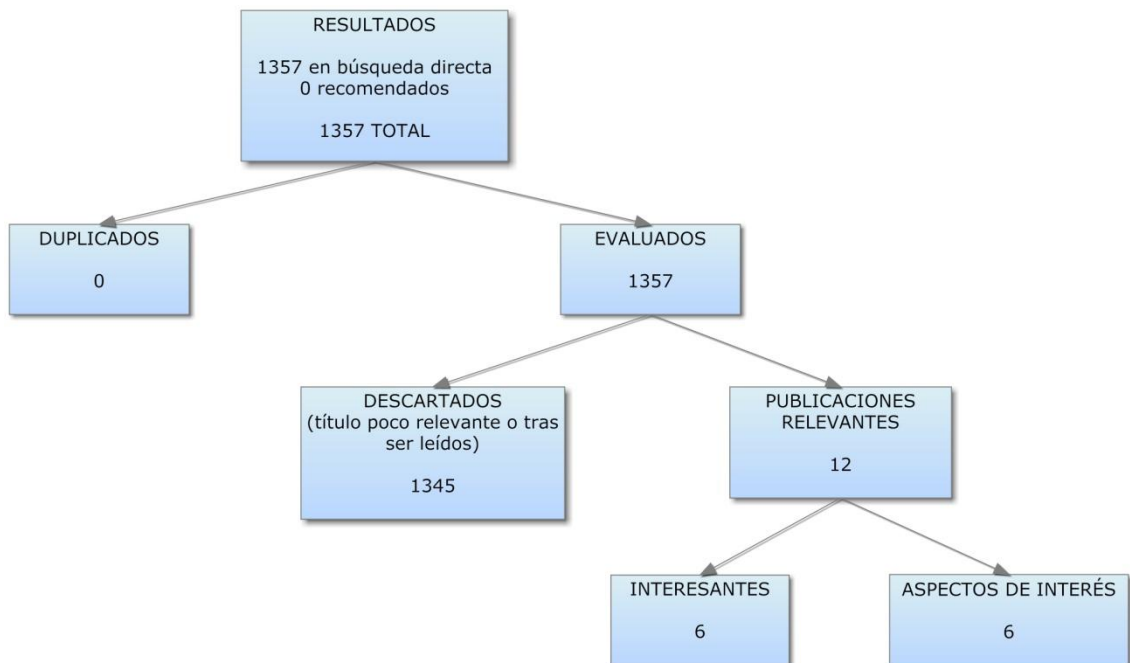 RESULTADOS
1357 en búsqueda directa
0 recomendados
1357 TOTAL
DUPLICADOS
0
EVALUADOS
1357
DESCARTADOS
(título poco relevante o tras
ser leídos)
1345
PUBLICACIONES
RELEVANTES
12
INTERESANTES
6
ASPECTOS DE INTERÉS
6